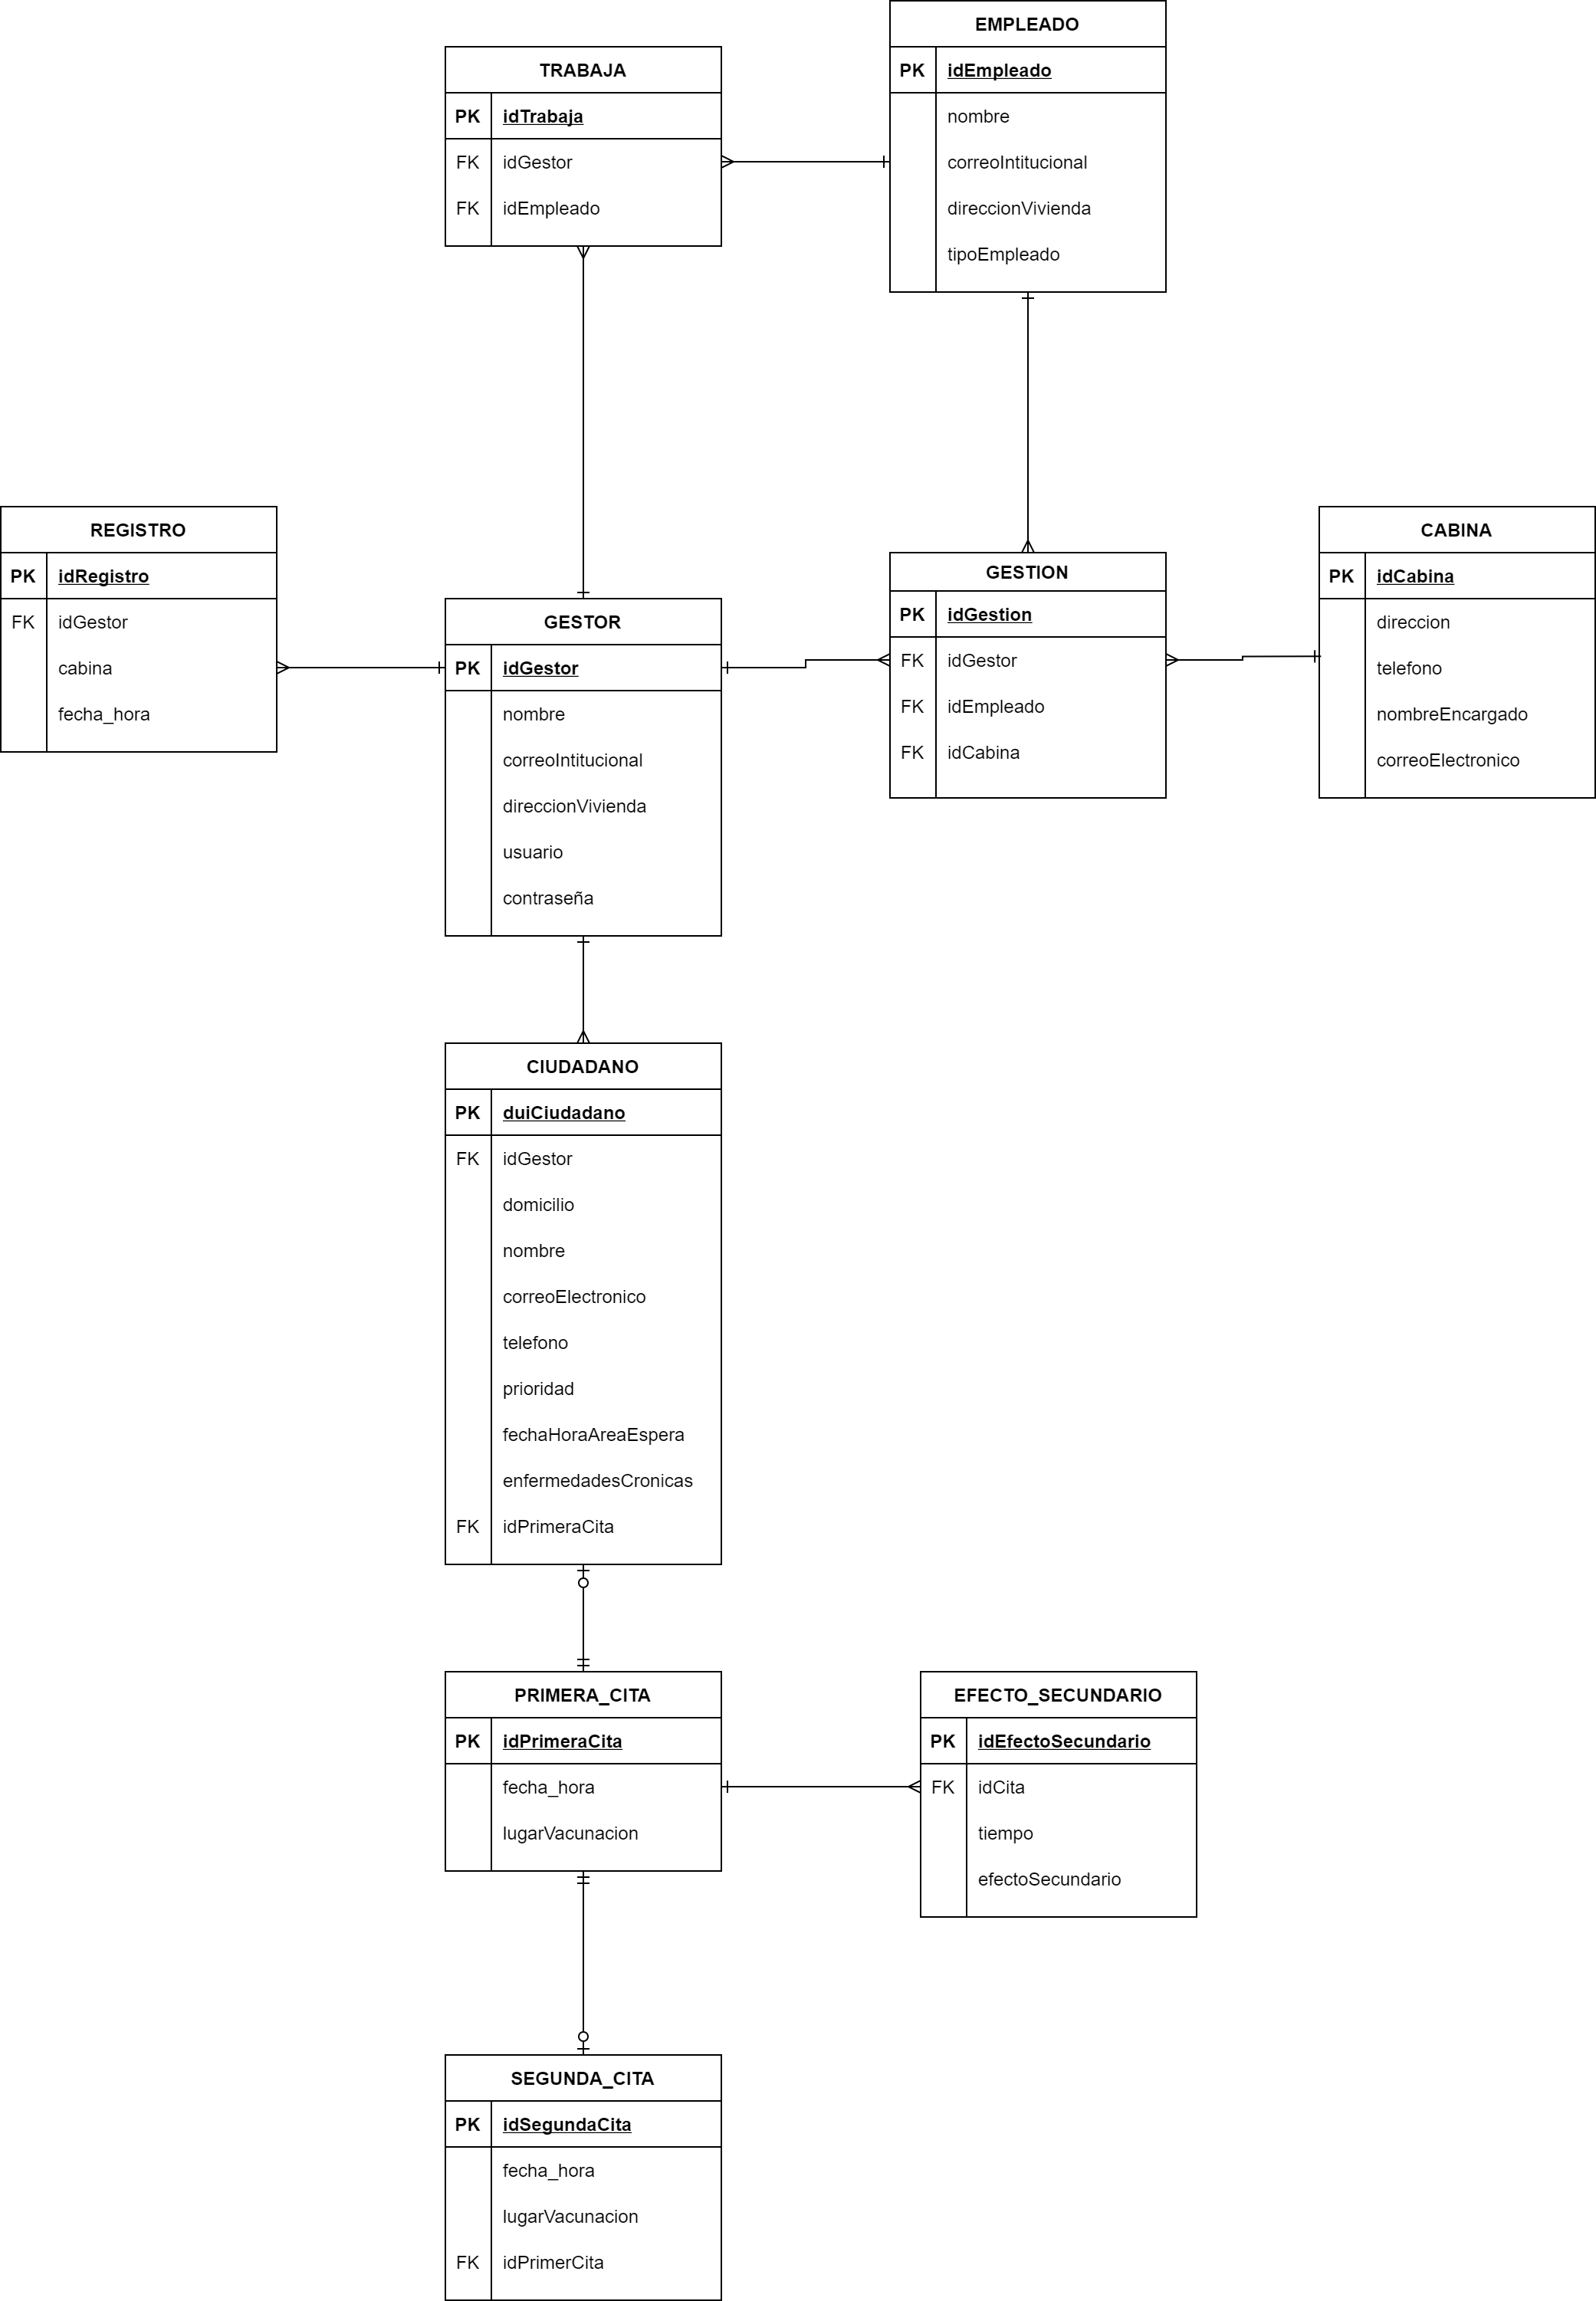 EMPLEADO
PK idEmpleado
nombre
correoIntitucional
direccionVivienda
tipoEmpleado
TRABAJA
PK idTrabaja
FK idGestor
FK idEmpleado
REGISTRO
PK idRegistro
FK idGestor
cabina
fecha_hora
GESTOR
PK idGestor
nombre
correoIntitucional
direccionVivienda
usuario
contraseña
GESTION
PK idGestion
FK idGestor
FK idEmpleado
FK idCabina
CABINA
PK idCabina
direccion
telefono
nombreEncargado
correoElectronico
CIUDADANO
PK duiCiudadano
FK idGestor
domicilio
nombre
correoElectronico
telefono
prioridad
fechaHoraAreaEspera
enfermedadesCronicas
FK idPrimeraCita
PRIMERA_CITA
PK idPrimeraCita
fecha_hora
lugarVacunacion
EFECTO_SECUNDARIO
PK idEfectoSecundario
FK idCita
tiempo
efectoSecundario
SEGUNDA_CITA
PK idSegundaCita
fecha_hora
lugarVacunacion
FK idPrimerCita